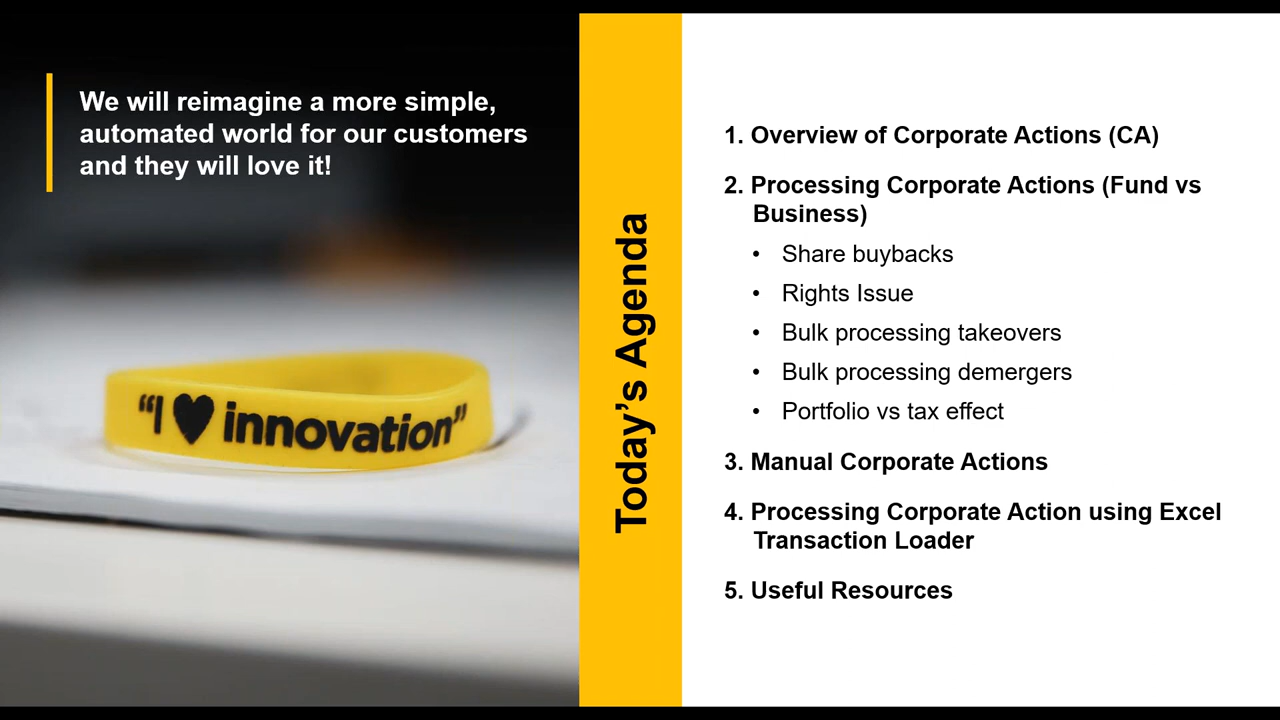 We will reimagine a more simple,
automated world for our customers
and they will love it!
“I ♥ innovation”
Today’s Agenda
1. Overview of Corporate Actions (CA)
2. Processing Corporate Actions (Fund vs
Business)
• Share buybacks
• Rights Issue
• Bulk processing takeovers
• Bulk processing demergers
• Portfolio vs tax effect
3. Manual Corporate Actions
4. Processing Corporate Action using Excel
Transaction Loader
5. Useful Resources